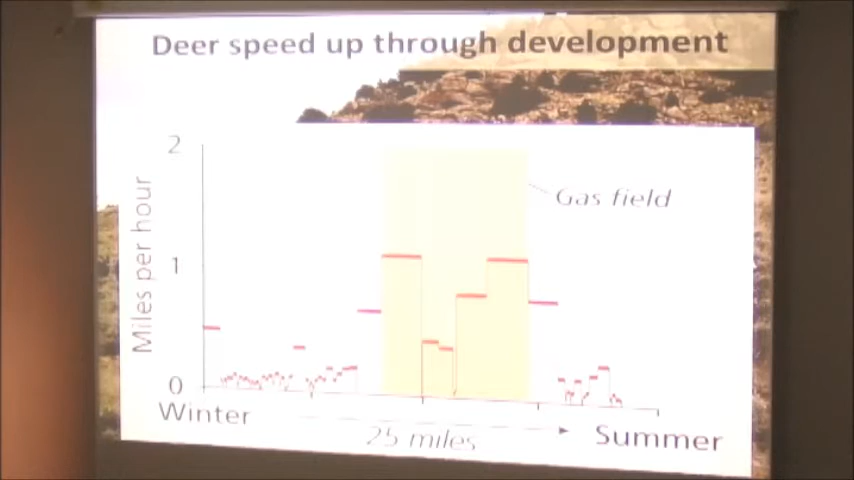 Deer speed up through development
2
Gas field
Miles per hour
1
0
Winter
25 miles
Summer